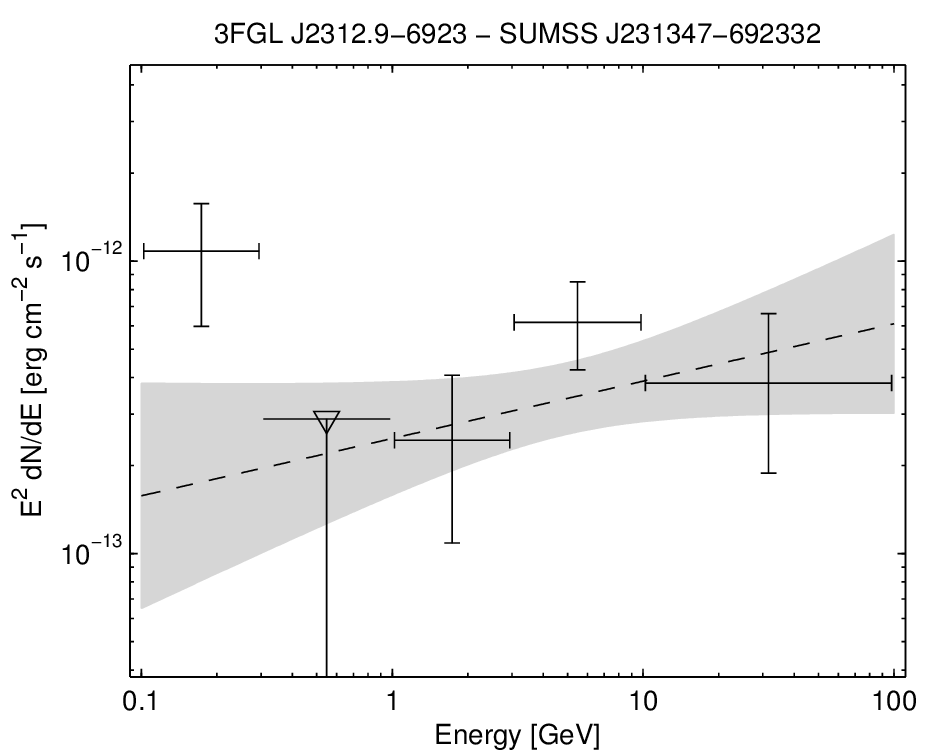 3FGL J2312.9−6923 − SUMSS J231347−692332
E² dN/dE [erg cm⁻² s⁻¹]
10⁻¹²
10⁻¹³
0.1 1 10 100
Energy [GeV]